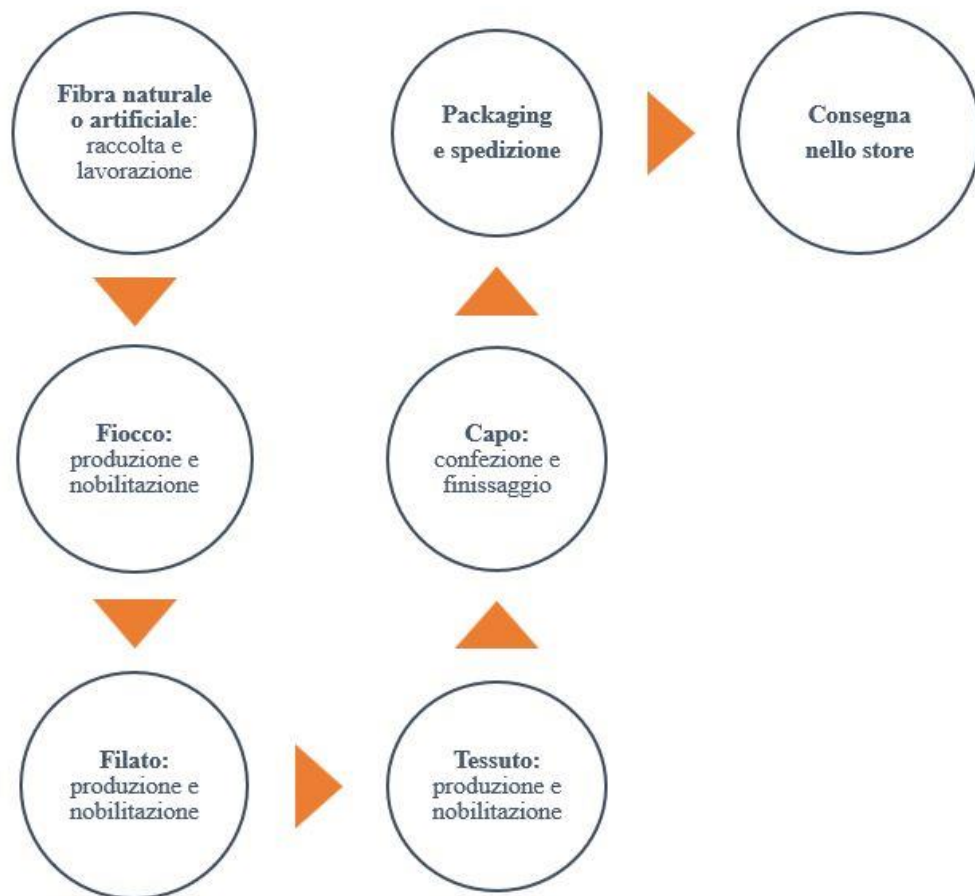 Fibra naturale
o artificiale:
raccolta e
lavorazione
Fiocco:
produzione e
nobilitazione
Filato:
produzione e
nobilitazione
Tessuto:
produzione e
nobilitazione
Capo:
confezione e
finissaggio
Packaging
e spedizione
Consegna
nello store